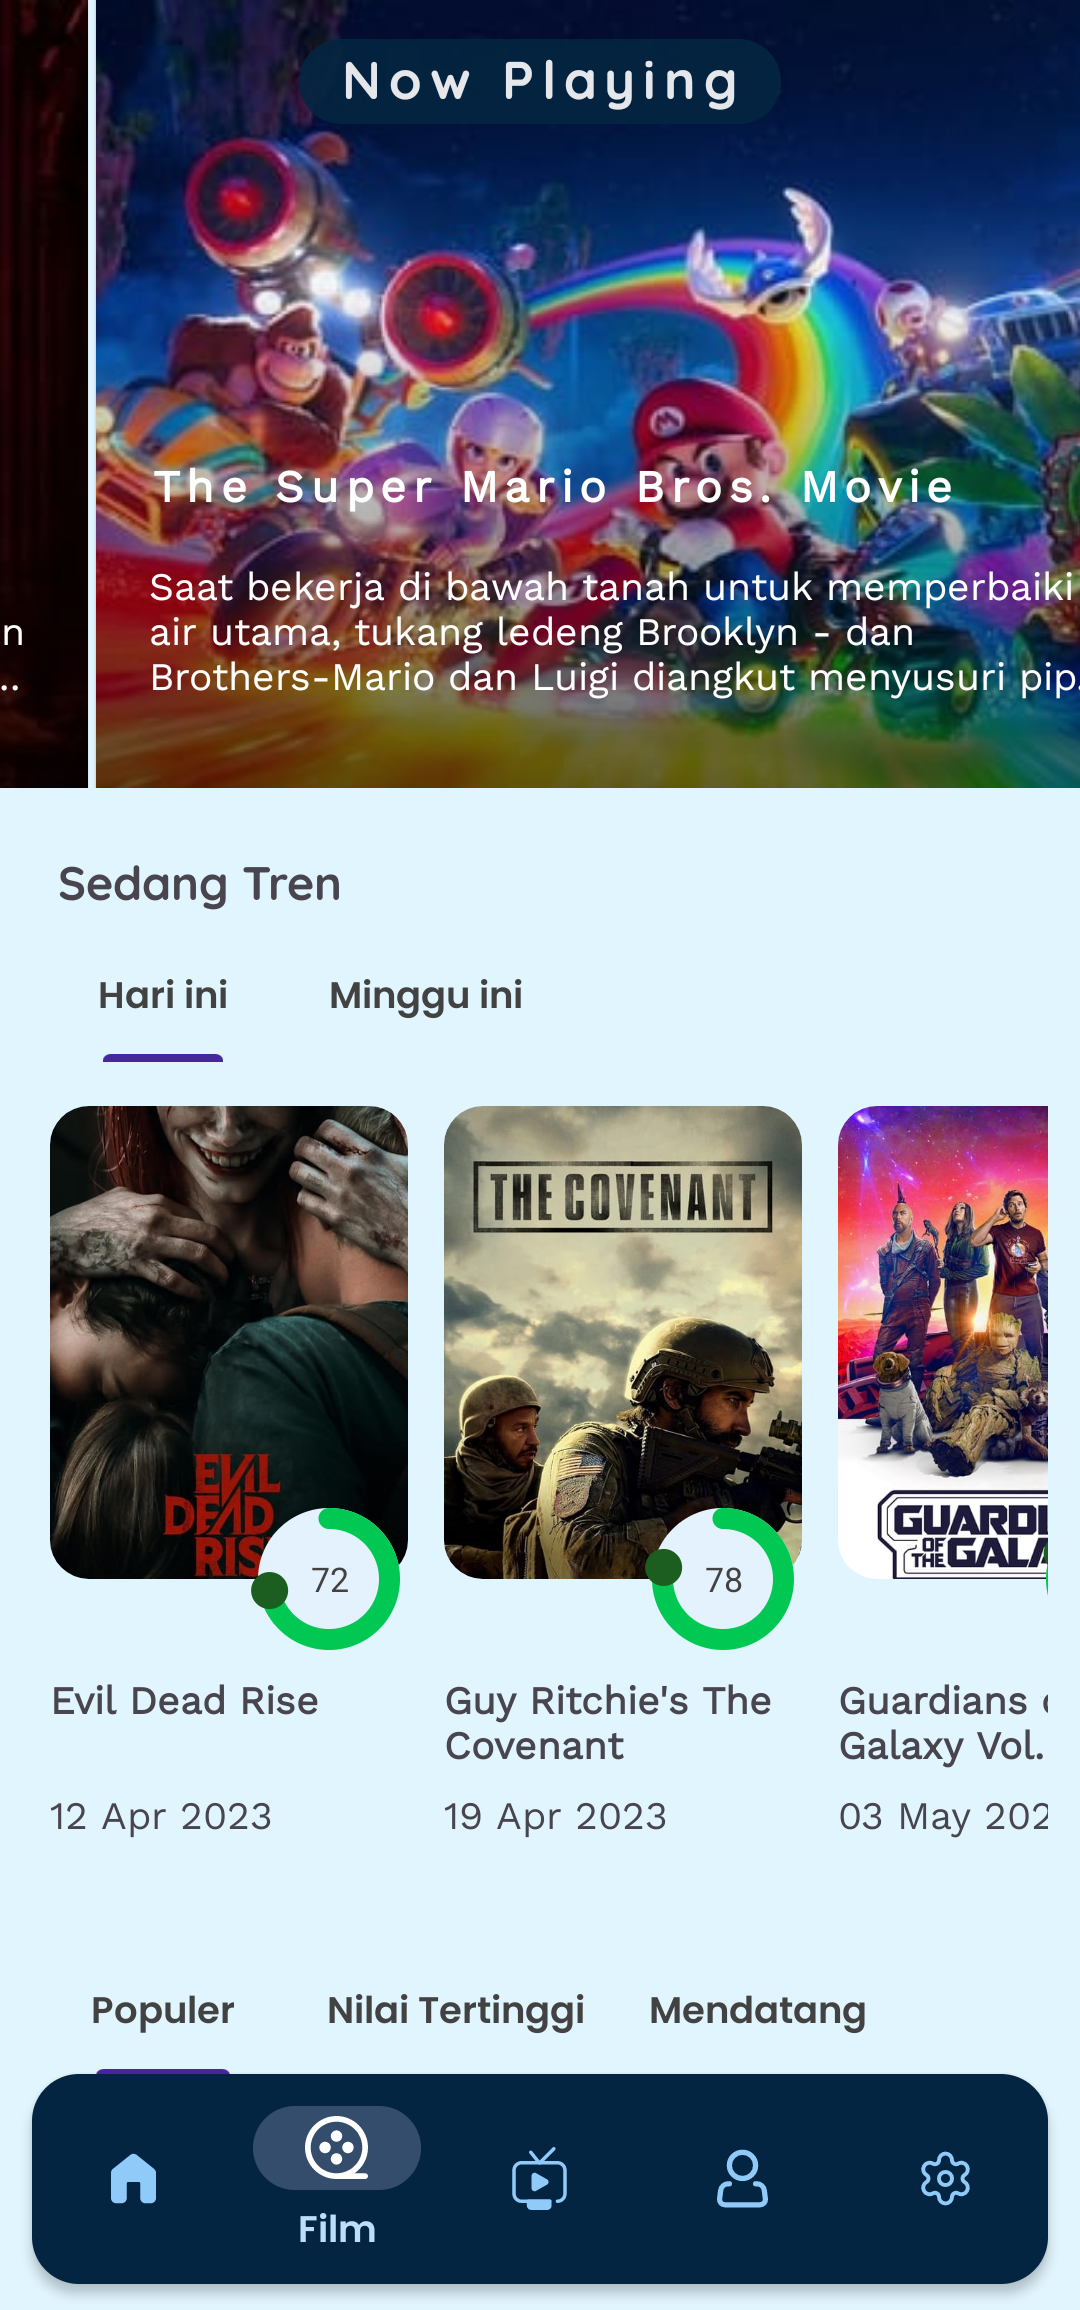 Now Playing
The Super Mario Bros. Movie
Saat bekerja di bawah tanah untuk memperbaiki
air utama, tukang ledeng Brooklyn - dan
Brothers-Mario dan Luigi diangkut menyusuri pip
n
..
Sedang Tren
Hari ini
Minggu ini
THE COVENANT
EVIL
DEAD
RIS
GUARDI
OF THE GALA
72
78
Evil Dead Rise
Guy Ritchie's The
Covenant
Guardians
Galaxy Vol.
12 Apr 2023
19 Apr 2023
03 May 202
Populer
Nilai Tertinggi
Mendatang
Film